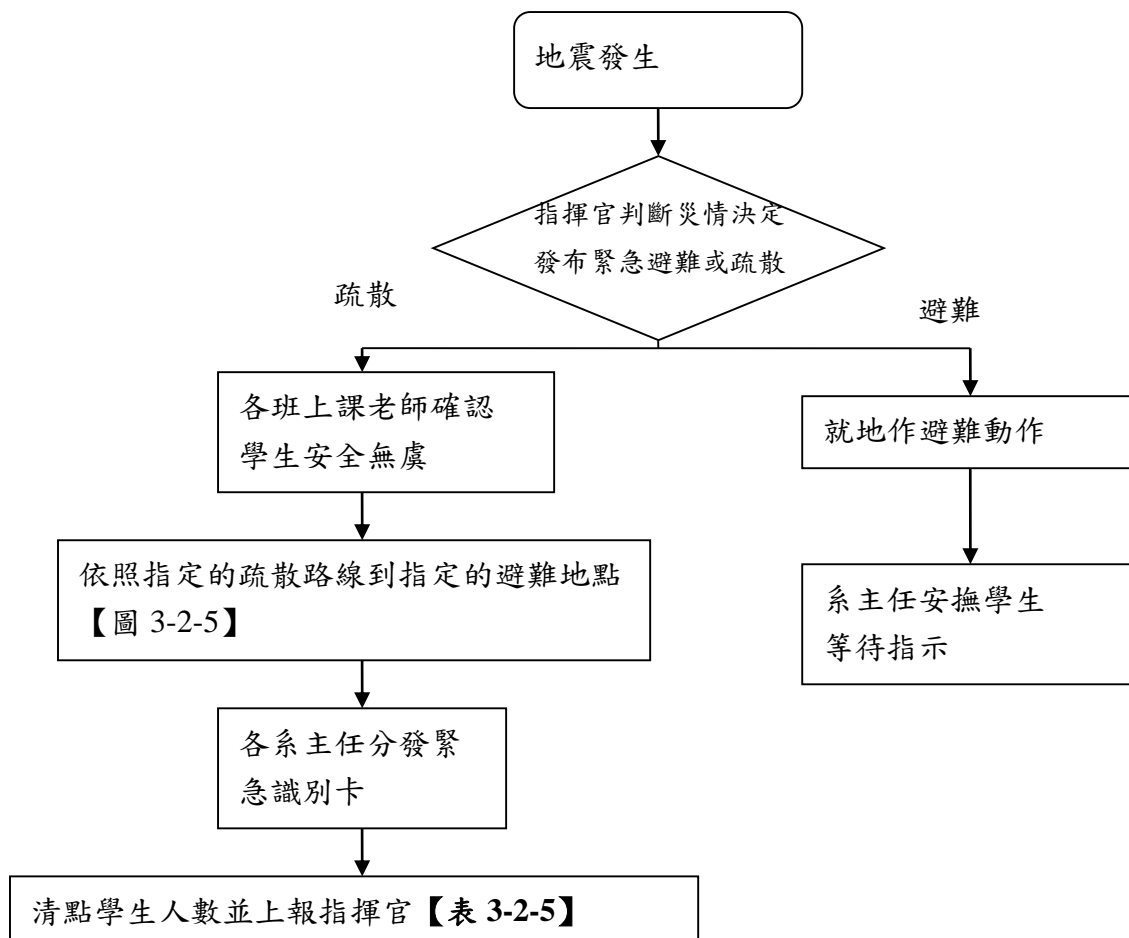 地震發生
指揮官判斷災情決定
發布緊急避難或疏散
疏散
避難
各班上課老師確認
學生安全無虞
就地作避難動作
依照指定的疏散路線到指定的避難地點
【圖 3-2-5】
系主任安撫學生
等待指示
各系主任分發緊
急識別卡
清點學生人數並上報指揮官【表 3-2-5】